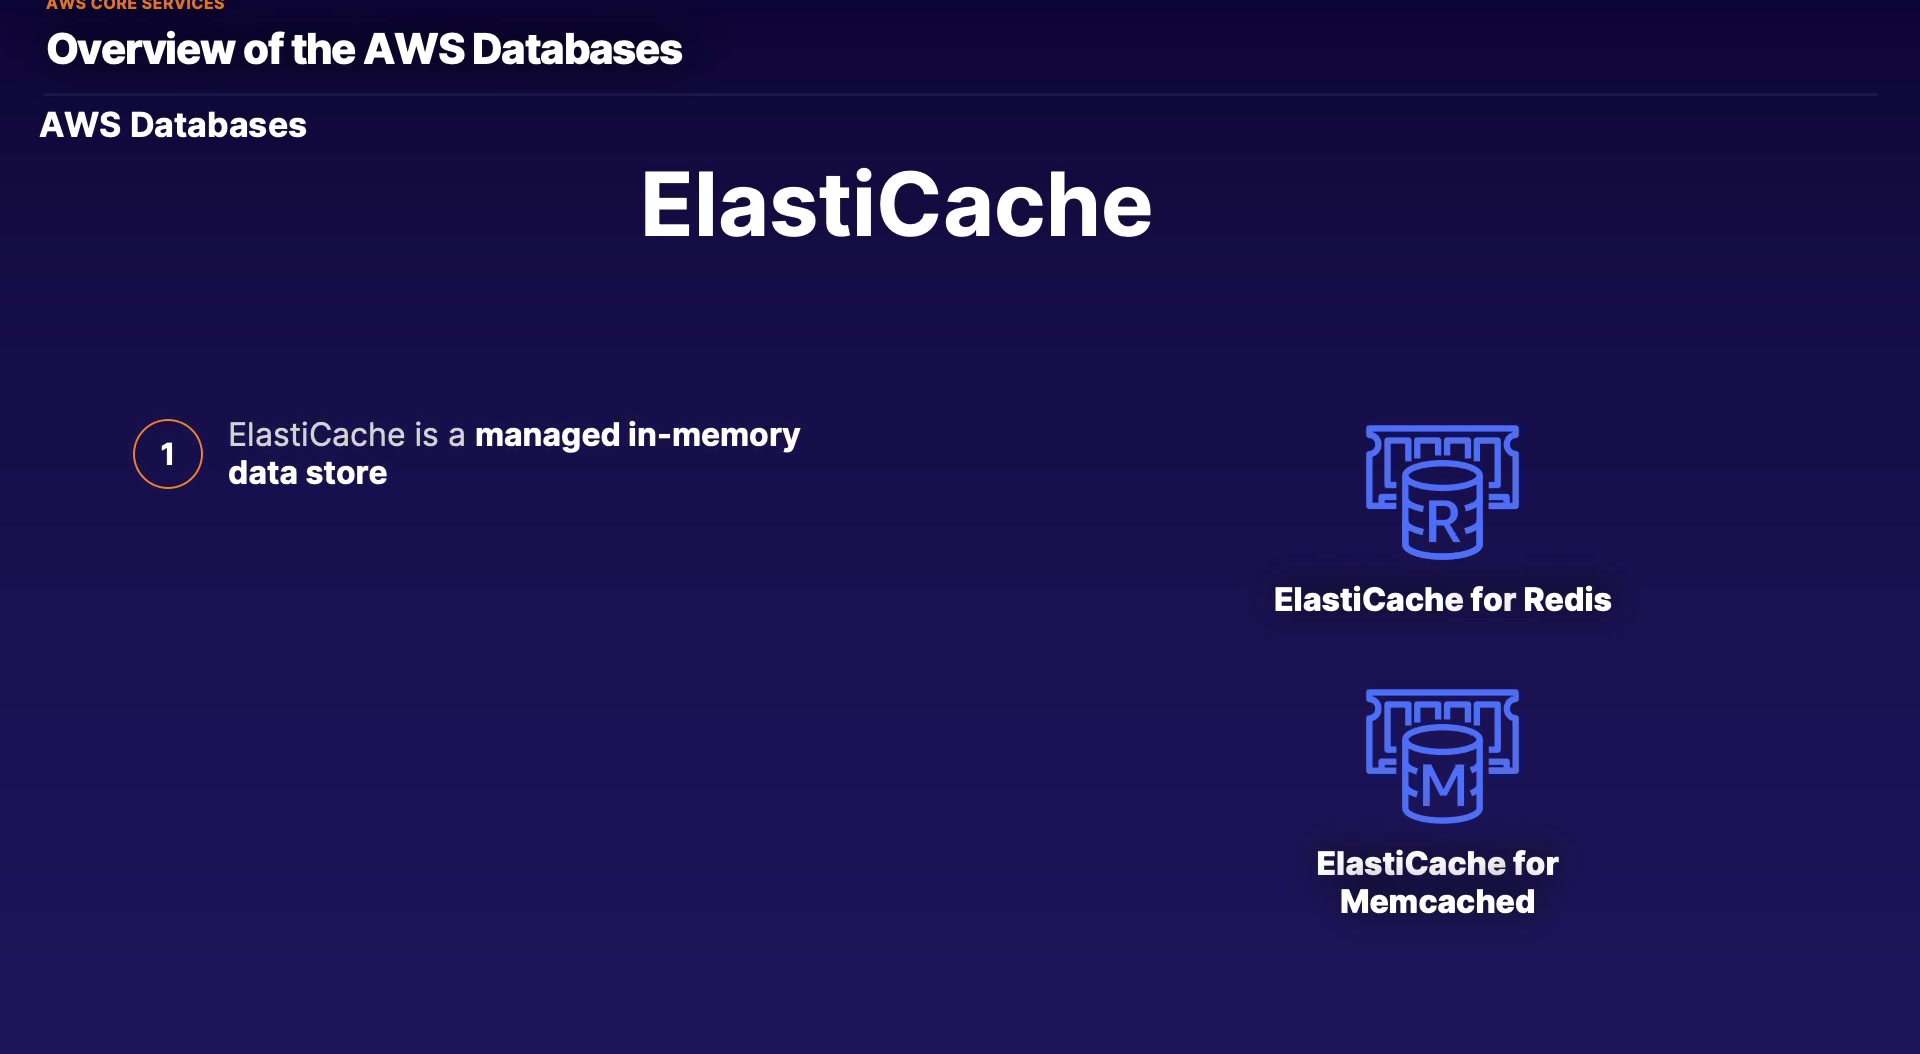 AWS CORE SERVICES
Overview of the AWS Databases
AWS Databases
ElastiCache
1
ElastiCache is a managed in-memory
data store
R
ElastiCache for Redis
M
ElastiCache for
Memcached